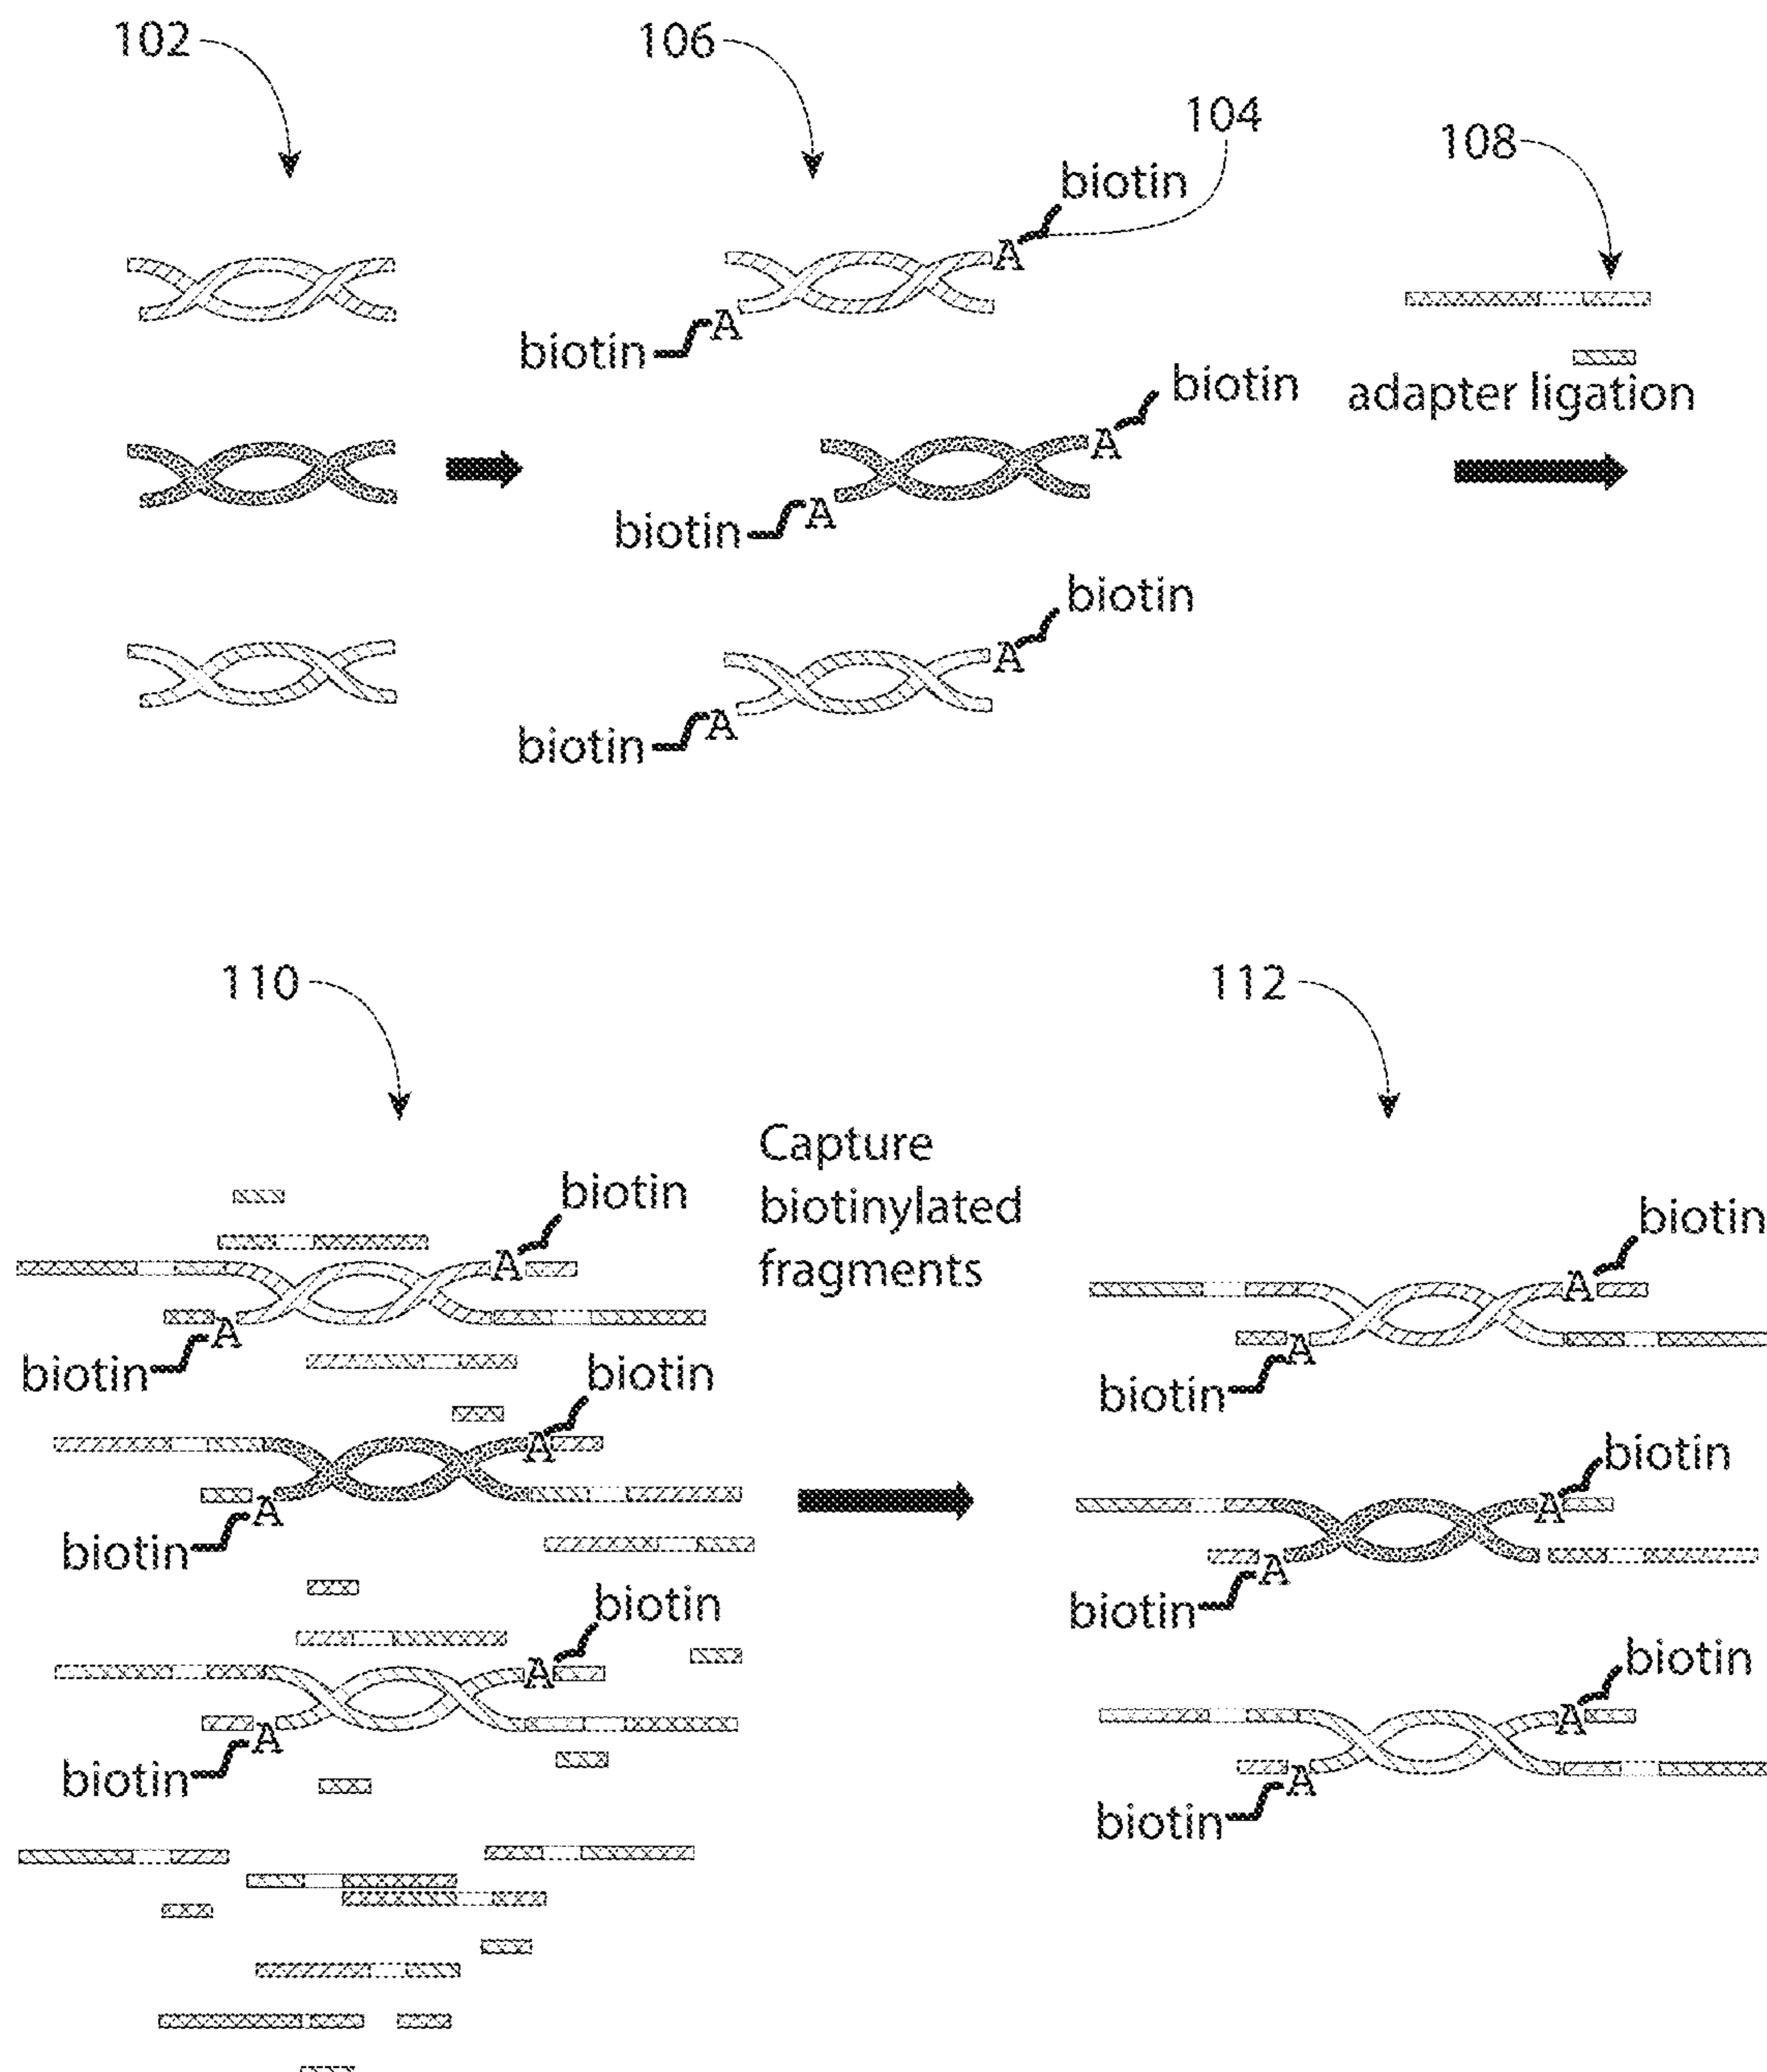 102
106
104
108
biotin
A
A
biotin
biotin
adapter ligation
A
A
biotin
biotin
A
A
biotin
110
112
Capture
biotinylated
fragments
biotin
A
A
biotin
biotin
A
A
biotin
biotin
A
A
biotin
biotin
A
A
biotin
biotin
A
A
biotin
biotin
A
A
biotin